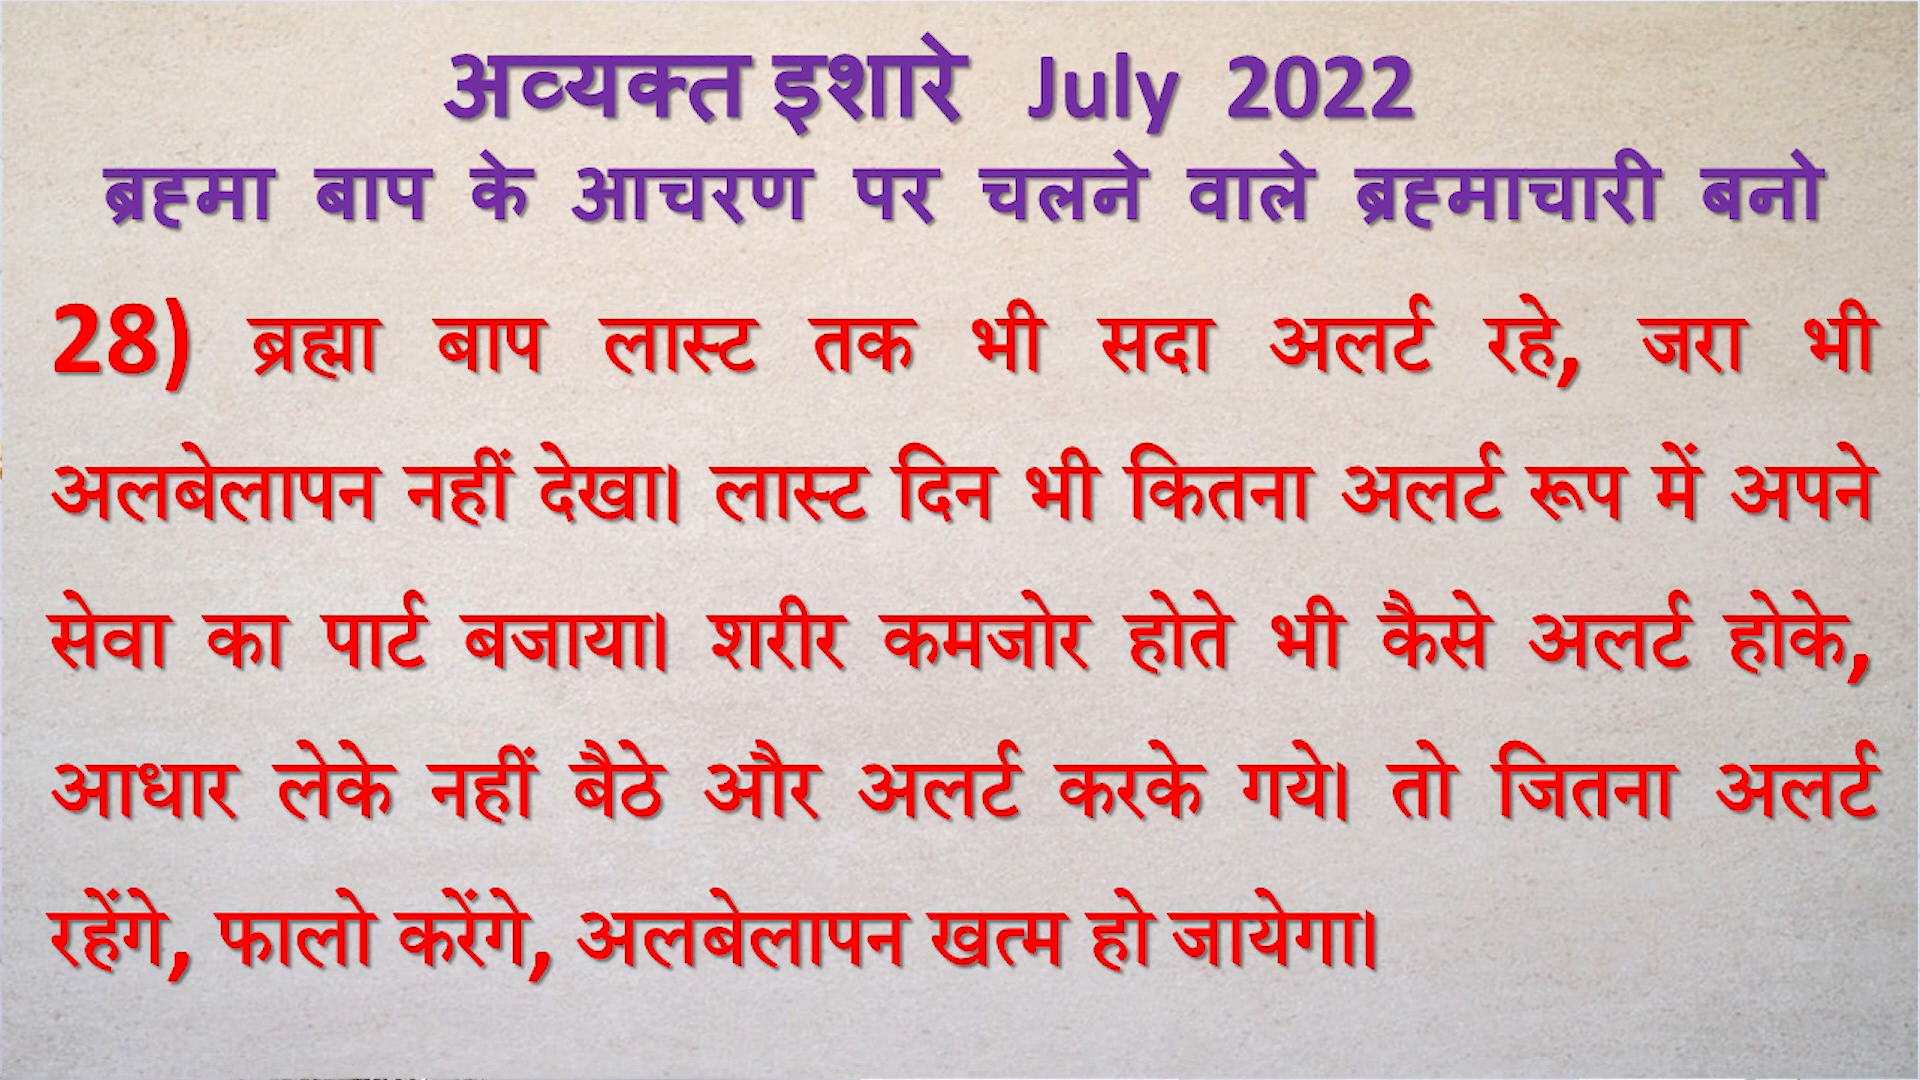 अव्यक्त इशारे July 2022
ब्रह्मा बाप के आचरण पर चलने वाले ब्रह्माचारी बनो
28) ब्रह्मा बाप लास्ट तक भी सदा अलर्ट रहे, जरा भी
अलबेलापन नहीं देखा। लास्ट दिन भी कितना अलर्ट रूप में अपने
सेवा का पार्ट बजाया। शरीर कमजोर होते भी कैसे अलर्ट होके,
आधार लेके नहीं बैठे और अलर्ट करके गये। तो जितना अलर्ट
रहेंगे, फालो करेंगे, अलबेलापन खत्म हो जायेगा।